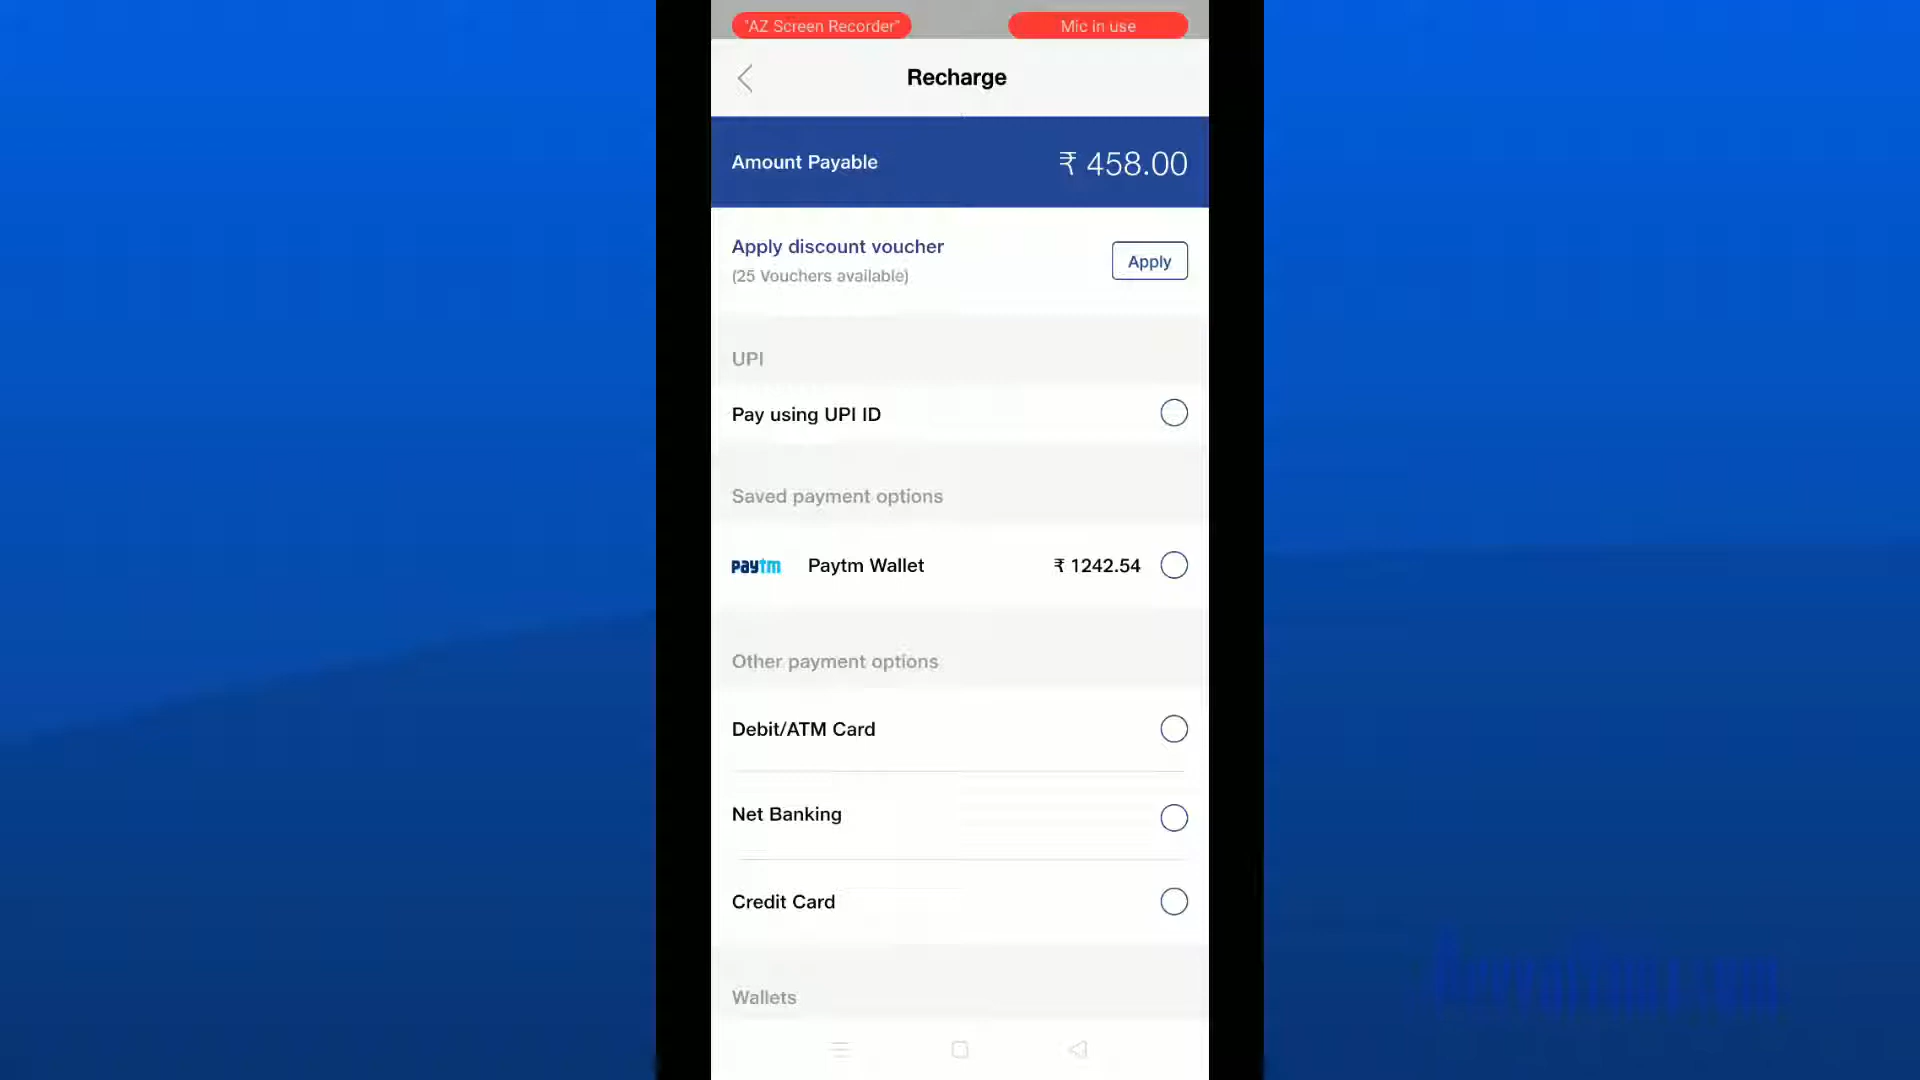 "AZ Screen Recorder"
Mic in use
Recharge
Amount Payable
₹ 458.00
Apply discount voucher
(25 Vouchers available)
Apply
UPI
Pay using UPI ID
Saved payment options
paytm
Paytm Wallet
₹ 1242.54
Other payment options
Debit/ATM Card
Net Banking
Credit Card
Wallets